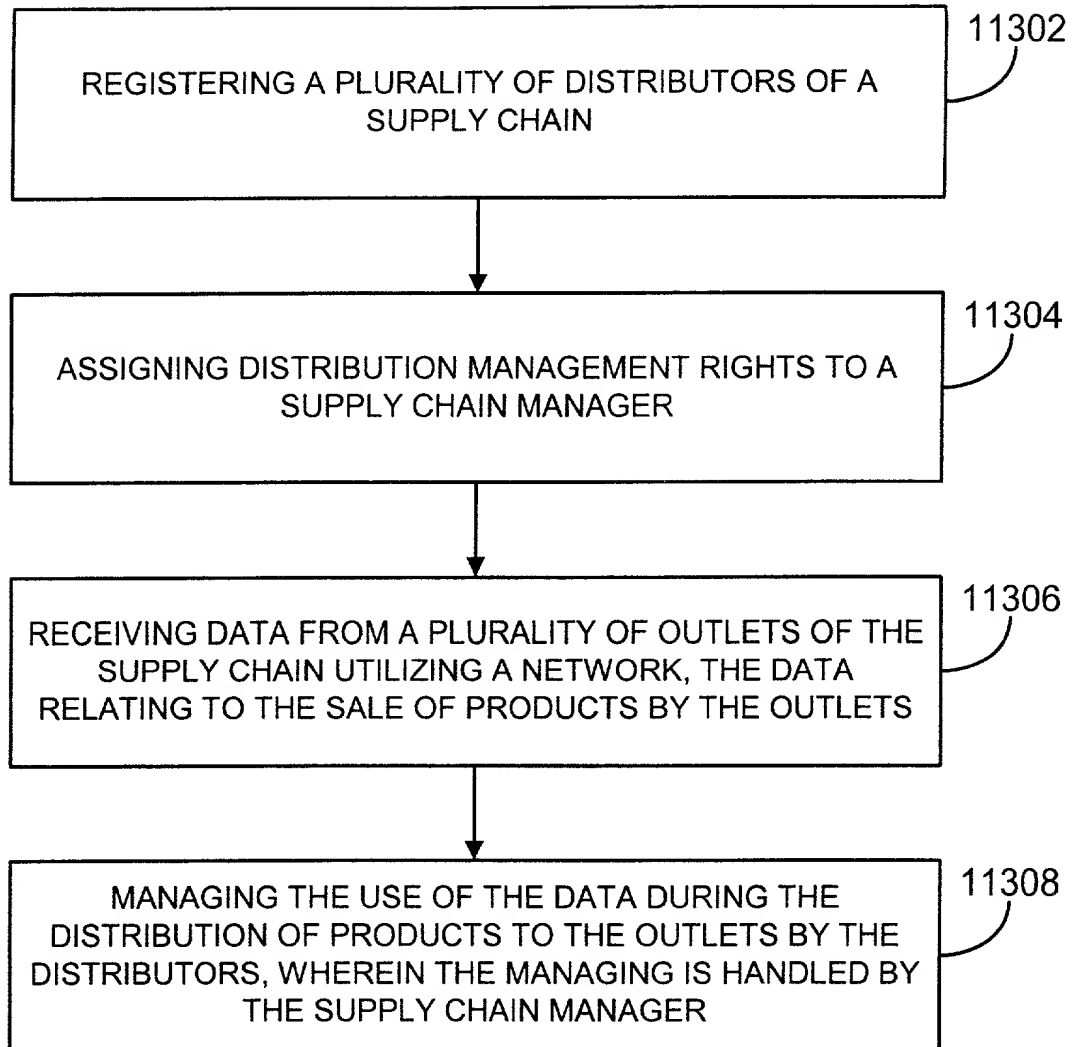 11302
REGISTERING A PLURALITY OF DISTRIBUTORS OF A
SUPPLY CHAIN
11304
ASSIGNING DISTRIBUTION MANAGEMENT RIGHTS TO A
SUPPLY CHAIN MANAGER
11306
RECEIVING DATA FROM A PLURALITY OF OUTLETS OF THE
SUPPLY CHAIN UTILIZING A NETWORK, THE DATA
RELATING TO THE SALE OF PRODUCTS BY THE OUTLETS
11308
MANAGING THE USE OF THE DATA DURING THE
DISTRIBUTION OF PRODUCTS TO THE OUTLETS BY THE
DISTRIBUTORS, WHEREIN THE MANAGING IS HANDLED BY
THE SUPPLY CHAIN MANAGER